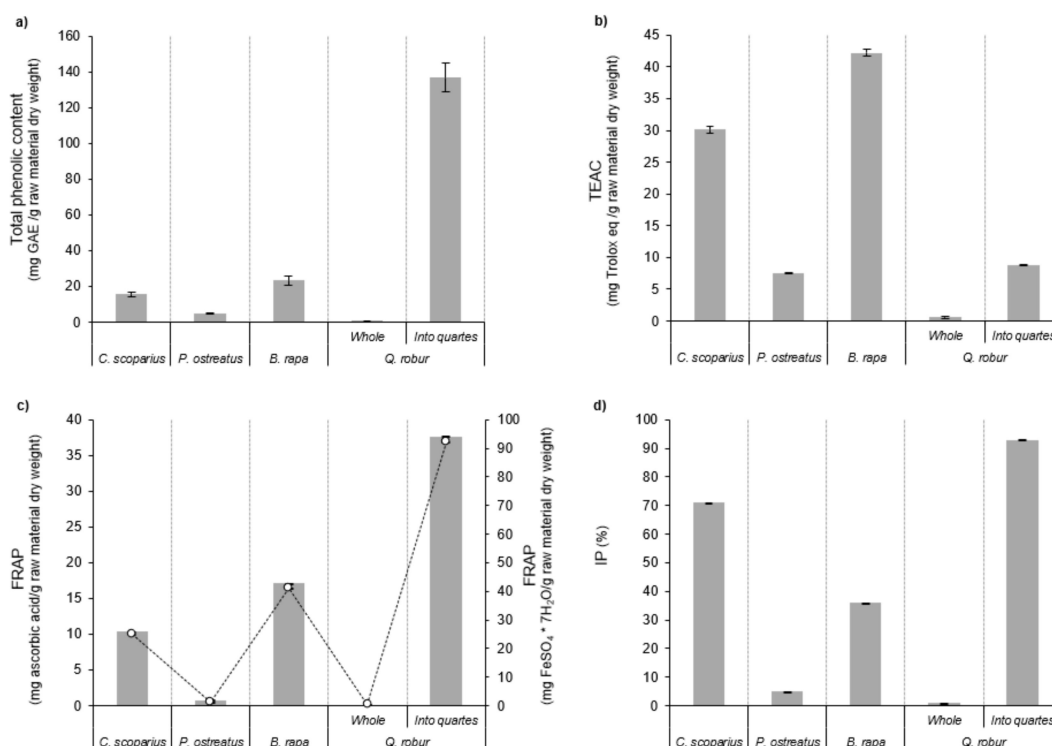 a)
Total phenolic content
(mg GAE /g raw material dry weight)
160
140
120
100
80
60
40
20
0
Whole
Into quartes
C. scoparius
P. ostreatus
B. rapa
Q. robur
b)
TEAC
(mg Trolox eq /g raw material dry weight)
45
40
35
30
25
20
15
10
5
0
Whole
Into quartes
C. scoparius
P. ostreatus
B. rapa
Q. robur
c)
FRAP
(mg ascorbic acid/g raw material dry weight)
40
35
30
25
20
15
10
5
0
100
90
80
70
60
50
40
30
20
10
0
FRAP
(mg FeSO₄ * 7H₂O/g raw material dry weight)
Whole
Into quartes
C. scoparius
P. ostreatus
B. rapa
Q. robur
d)
IP (%)
100
90
80
70
60
50
40
30
20
10
0
Whole
Into quartes
C. scoparius
P. ostreatus
B. rapa
Q. robur